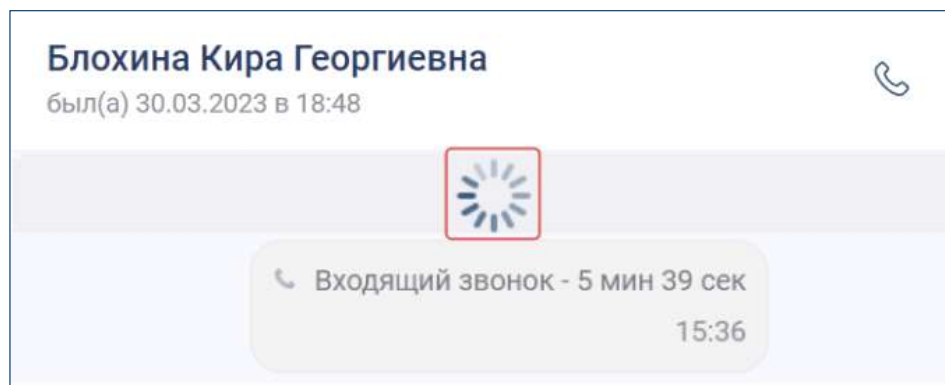 Блохина Кира Георгиевна
был(а) 30.03.2023 в 18:48
Входящий звонок - 5 мин 39 сек
15:36